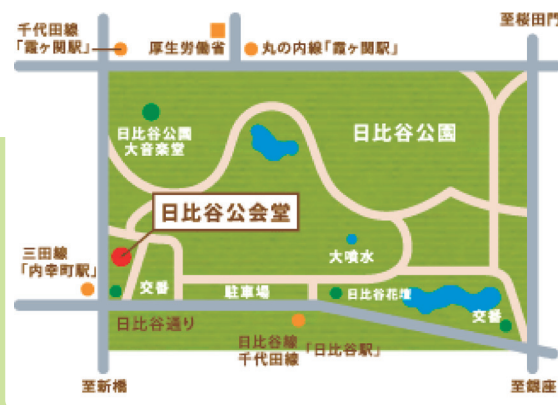 千代田線
「霞ヶ関駅」
厚生労働省
丸の内線「霞ヶ関駅」
至桜田門
日比谷公園
大音楽堂
日比谷公園
日比谷公会堂
三田線
「内幸町駅」
大噴水
交番
駐車場
日比谷花壇
交番
日比谷通り
日比谷線
千代田線
「日比谷駅」
至新橋
至銀座